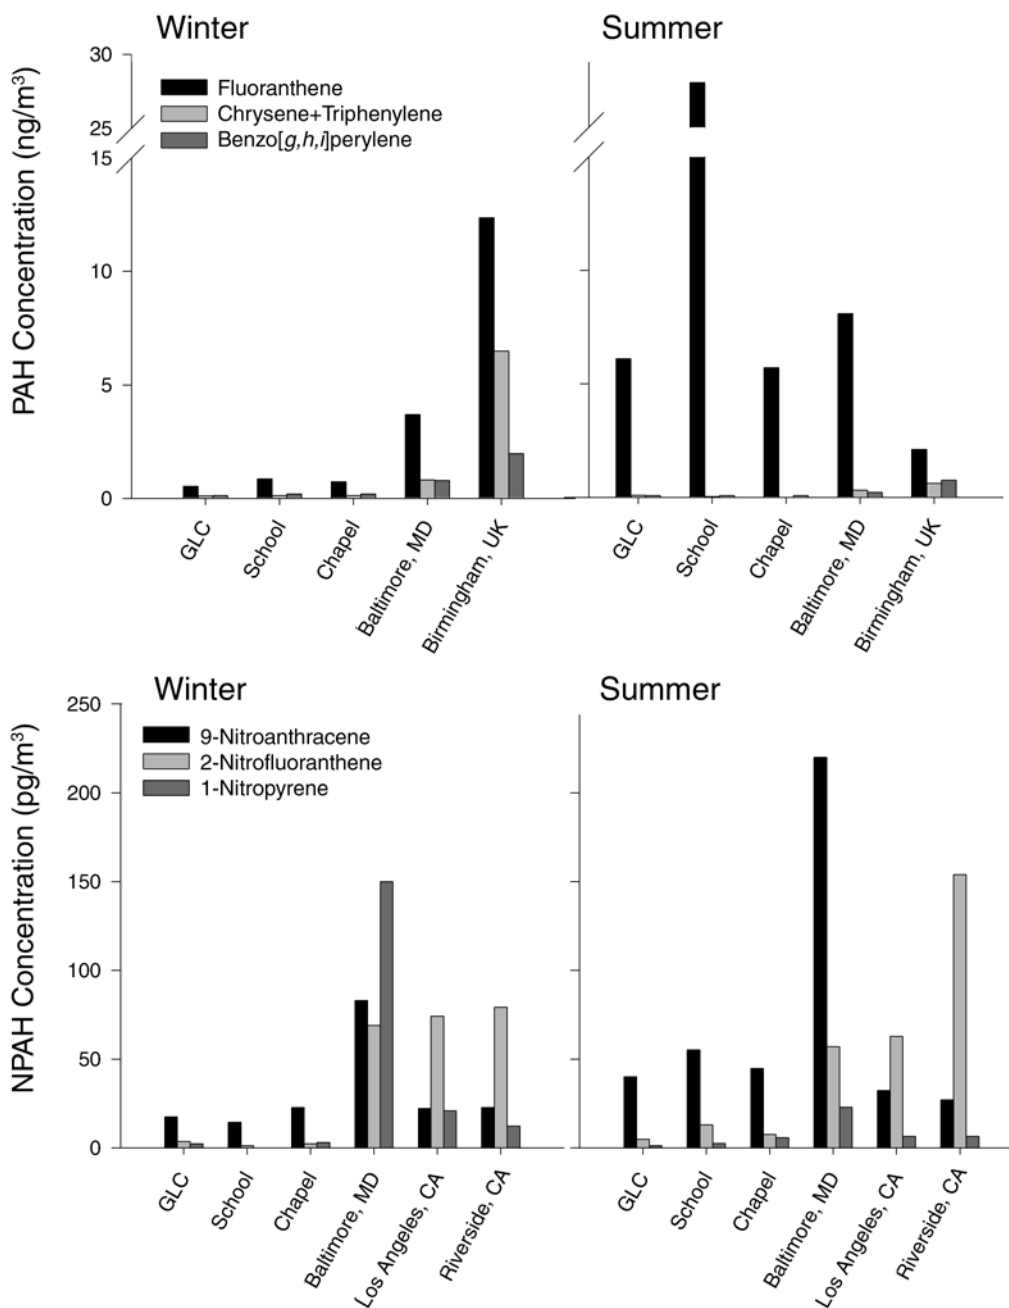 Winter
Summer
PAH Concentration (ng/m³)
30
25
15
10
5
0
Fluoranthene
Chrysene+Triphenylene
Benzo[g,h,i]perylene
GLC
School
Chapel
Baltimore, MD
Birmingham, UK
GLC
School
Chapel
Baltimore, MD
Birmingham, UK
Winter
Summer
NPAH Concentration (pg/m³)
250
200
150
100
50
0
9-Nitroanthracene
2-Nitrofluoranthene
1-Nitropyrene
GLC
School
Chapel
Baltimore, MD
Los Angeles, CA
Riverside, CA
GLC
School
Chapel
Baltimore, MD
Los Angeles, CA
Riverside, CA